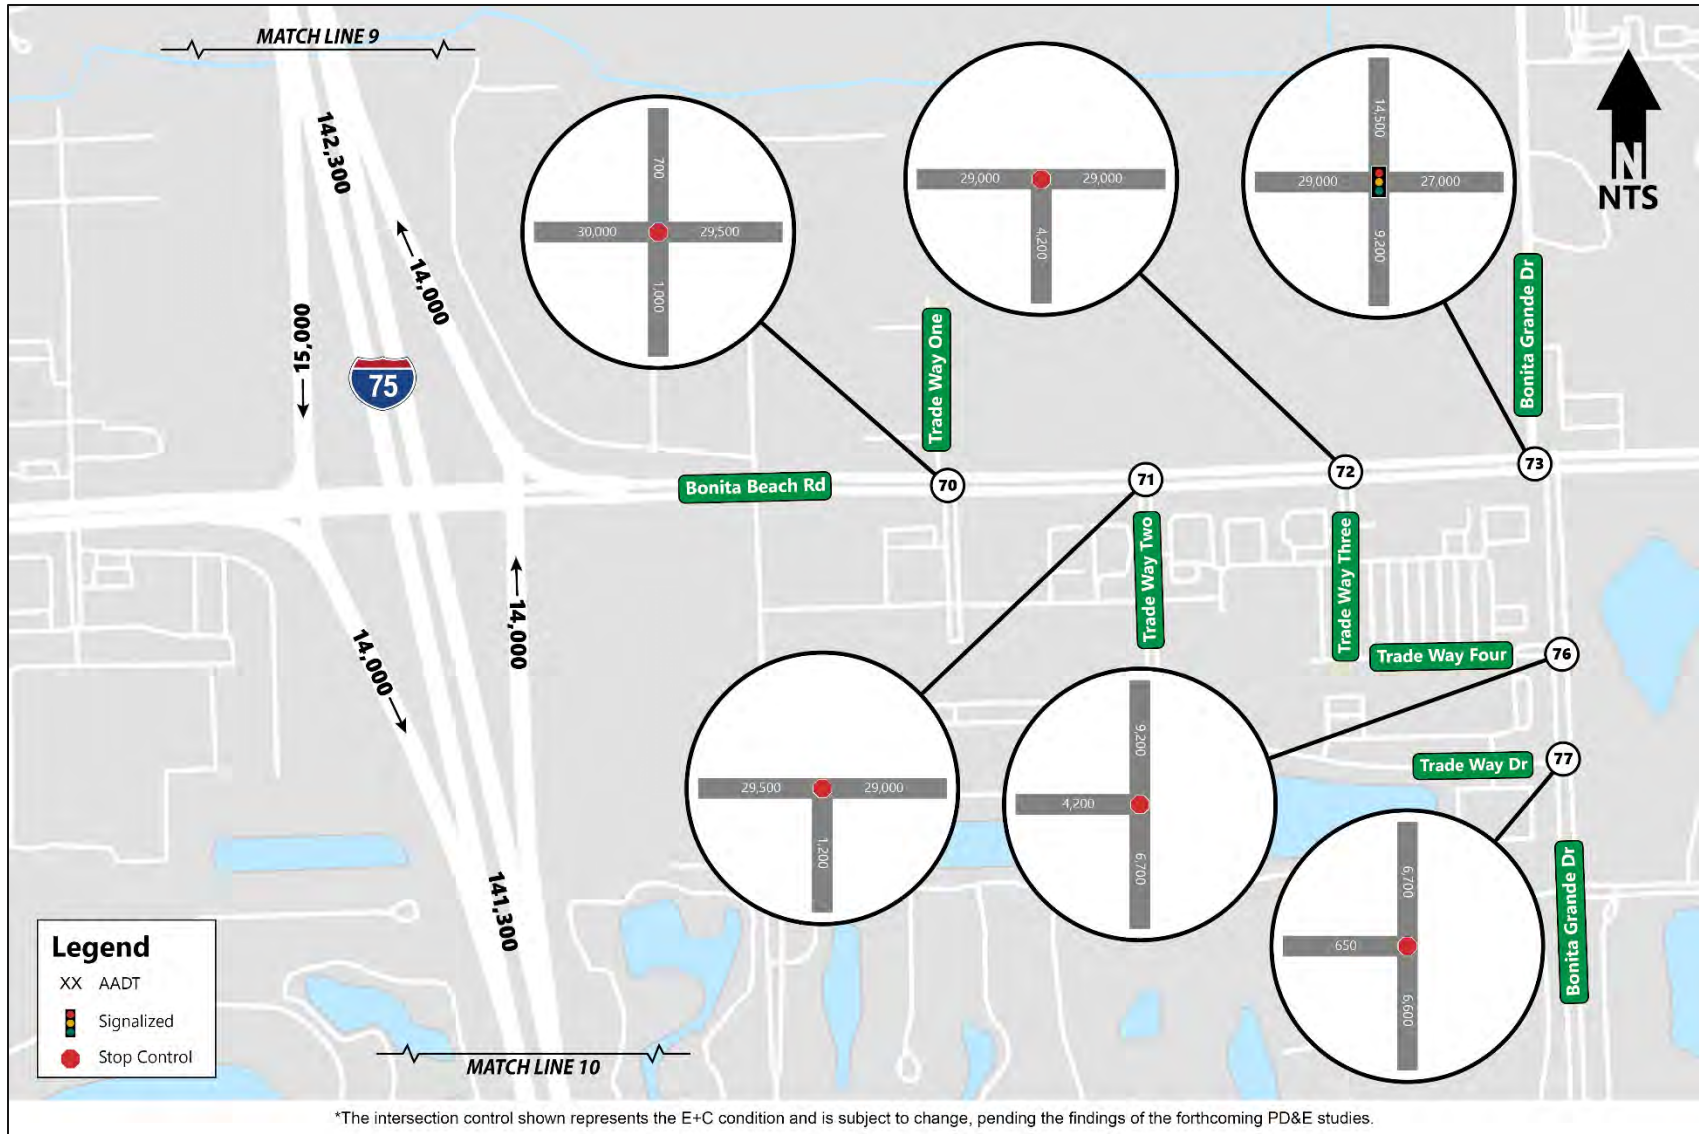 MATCH LINE 9
142,300
14,000
15,000
75
14,000
14,000
141,300
MATCH LINE 10
700
30,000
29,500
1,000
29,000
29,000
4,200
14,500
29,000
27,000
9,200
N
NTS
Trade Way One
Bonita Grande Dr
Bonita Beach Rd
70
71
72
73
Trade Way Two
Trade Way Three
Trade Way Four
76
Trade Way Dr
77
Bonita Grande Dr
29,500
29,000
1,200
9,200
4,200
6,700
6,700
650
6,600
Legend
XX AADT
Signalized
Stop Control
*The intersection control shown represents the E+C condition and is subject to change, pending the findings of the forthcoming PD&E studies.